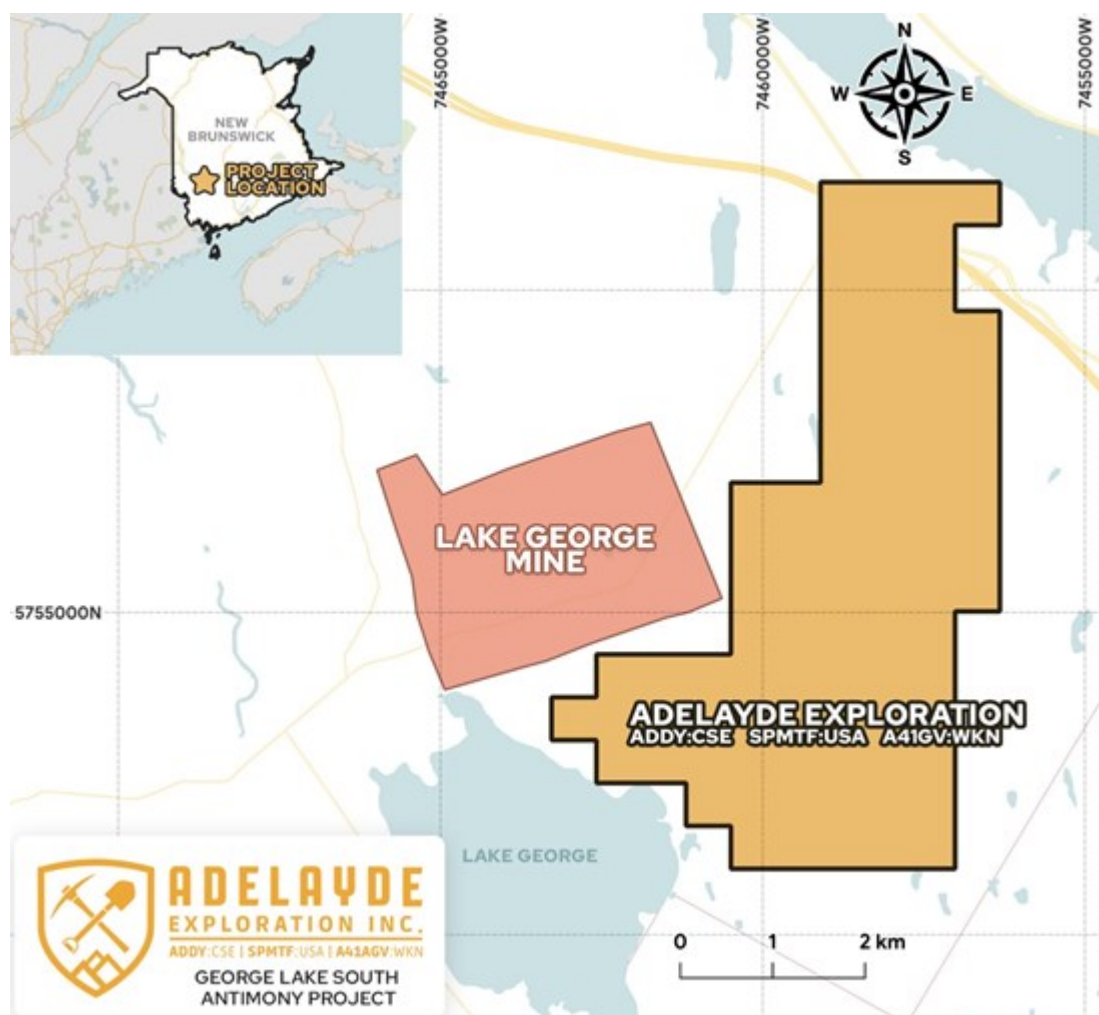 NEW
BRUNSWICK
PROJECT
LOCATION
7465000W
7460000W
7455000W
N
W
E
S
LAKE GEORGE
MINE
5755000N
ADELAYDE EXPLORATION
ADDY:CSE SPMTF:USA A41GV:WKN
LAKE GEORGE
0 1 2 km
ADELAYDE
EXPLORATION INC.
ADDY:CSE | SPMTF:USA | A41AGV:WKN
GEORGE LAKE SOUTH
ANTIMONY PROJECT